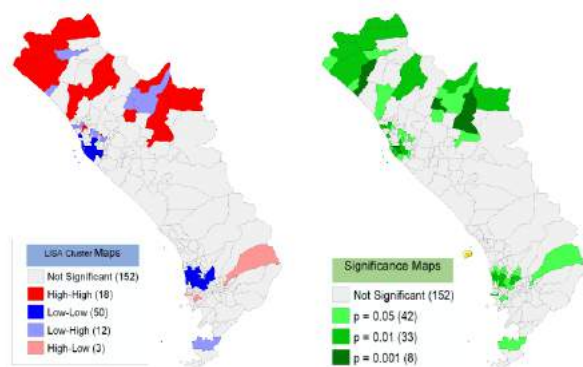 LISA Cluster Maps
Not Significant (152)
High-High (18)
Low-Low (50)
Low-High (12)
High-Low (3)
Significance Maps
Not Significant (152)
p = 0.05 (42)
p = 0.01 (33)
p = 0.001 (8)